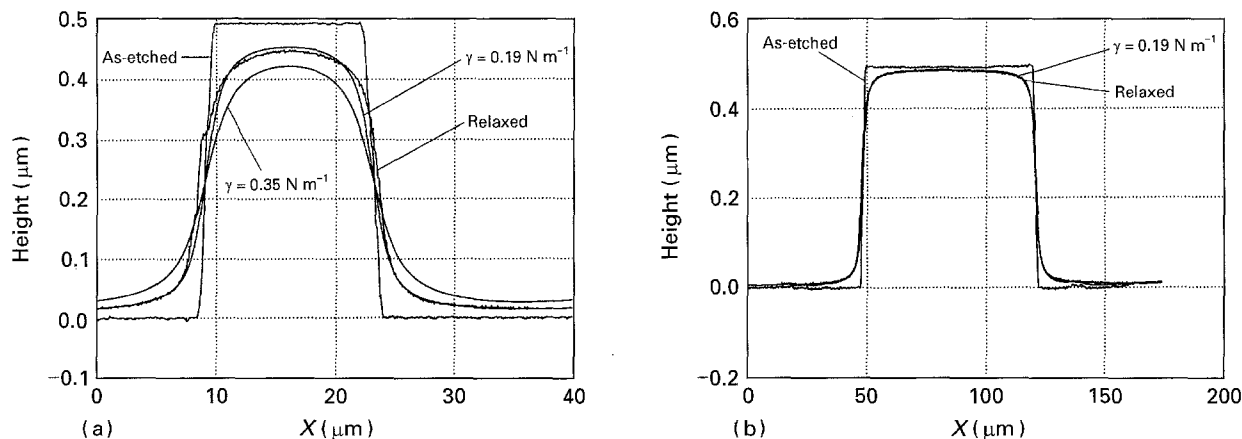 0.5
0.4
0.3
0.2
0.1
0.0
−0.1
Height (μm)
As-etched
γ = 0.19 N m⁻¹
Relaxed
γ = 0.35 N m⁻¹
0
10
20
30
40
(a)
X (μm)
0.6
0.4
0.2
0.0
−0.2
Height (μm)
As-etched
γ = 0.19 N m⁻¹
Relaxed
0
50
100
150
200
(b)
X (μm)